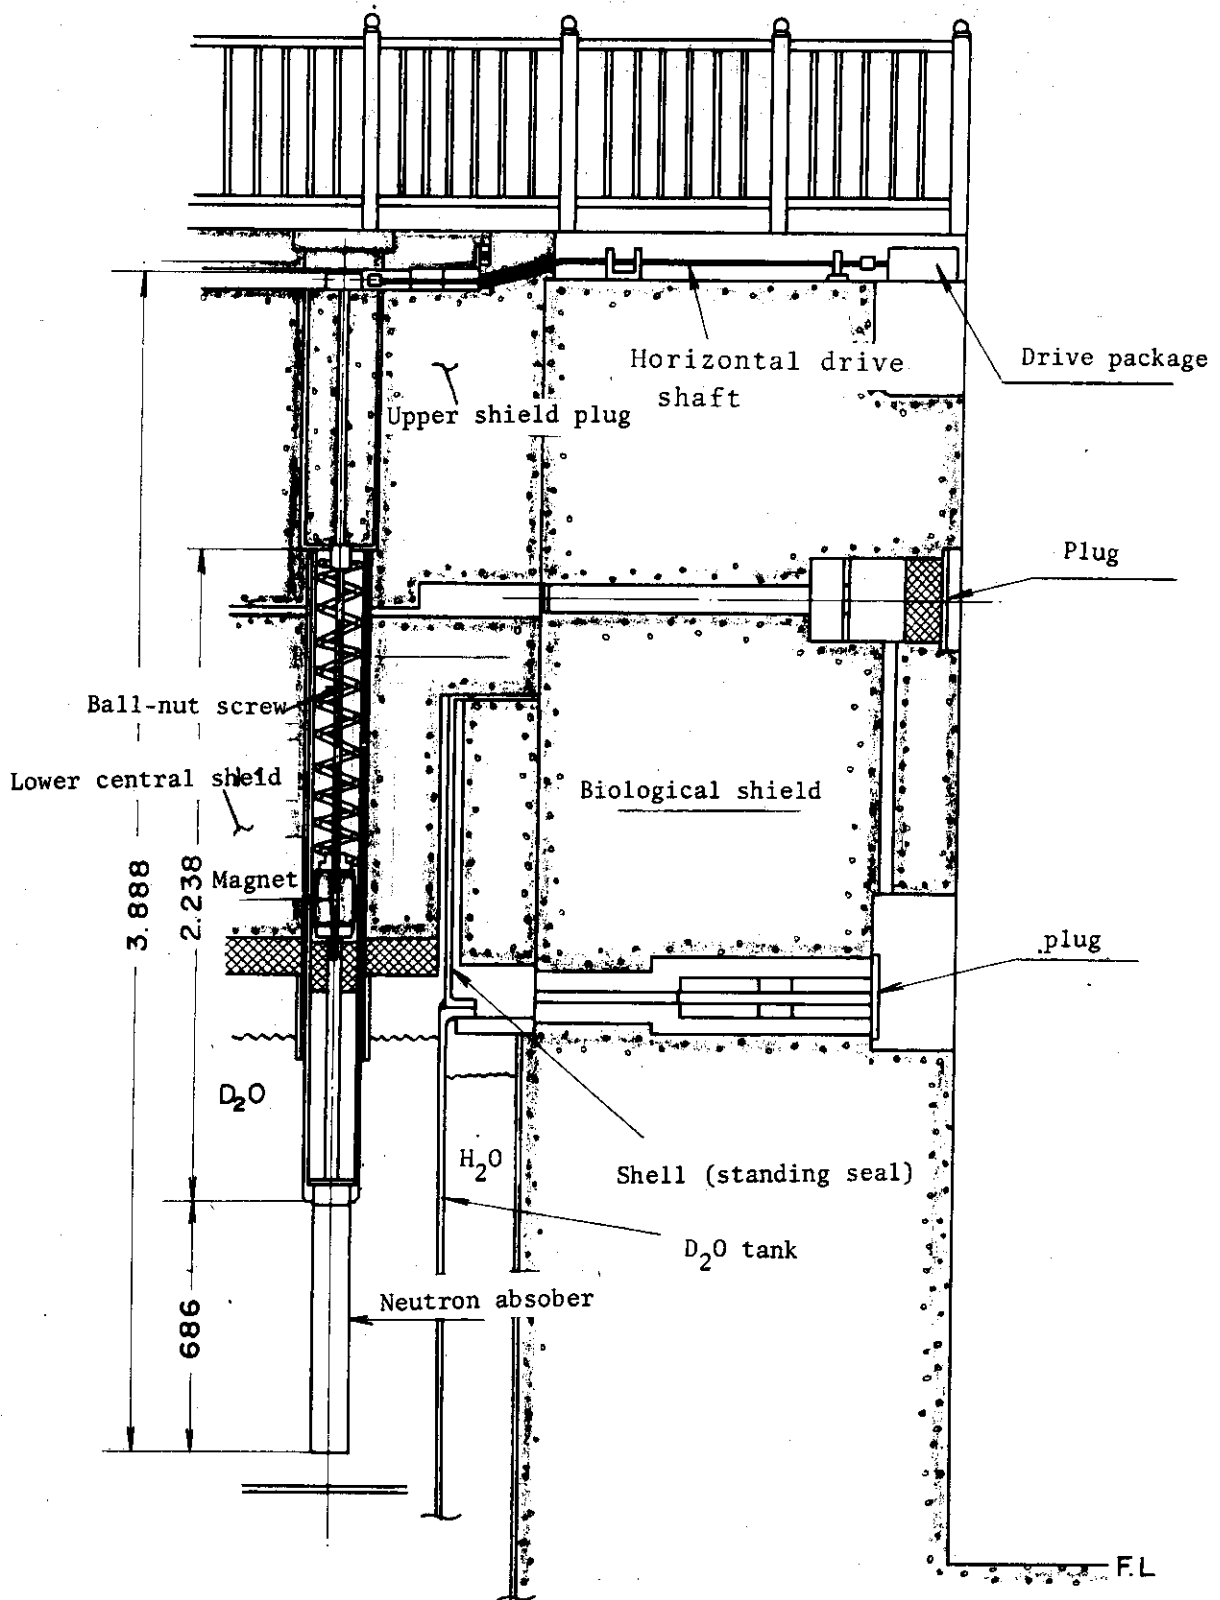 Horizontal drive
shaft
Drive package
Upper shield plug
Plug
Ball-nut screw
Lower central sheild
Biological shield
3.888
2.238
Magnet
plug
D₂O
H₂O
Shell (standing seal)
D₂O tank
686
Neutron absober
F.L